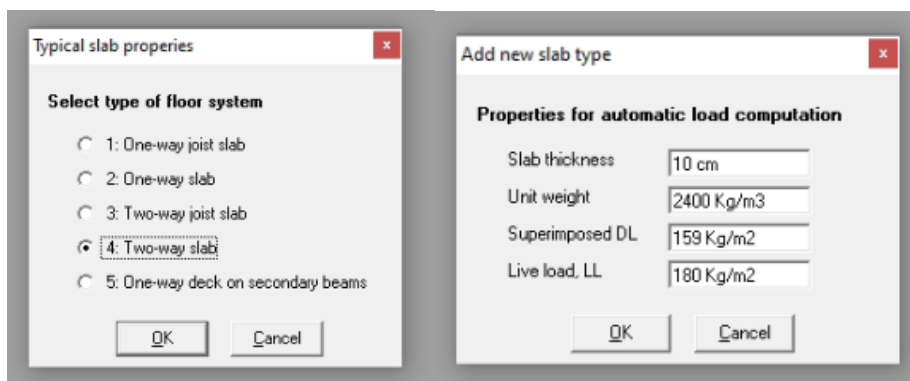 Typical slab properies
x
Select type of floor system
1: One-way joist slab
2: One-way slab
3: Two-way joist slab
4: Two-way slab
5: One-way deck on secondary beams
OK Cancel
Add new slab type
x
Properties for automatic load computation
Slab thickness 10 cm
Unit weight 2400 Kg/m3
Superimposed DL 159 Kg/m2
Live load, LL 180 Kg/m2
OK Cancel